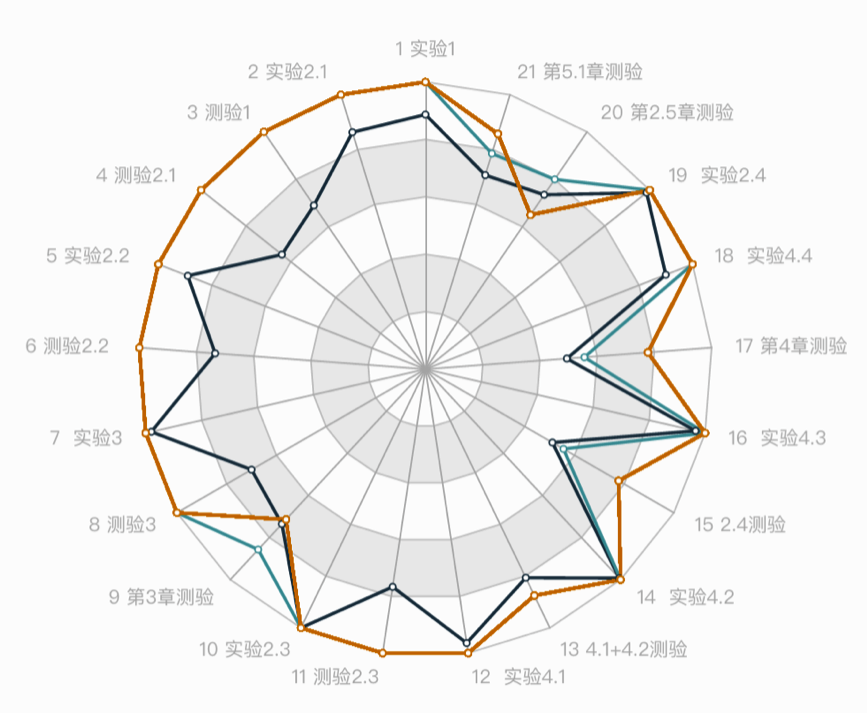 1 实验1
2 实验2.1
21 第5.1章测验
3 测验1
20 第2.5章测验
4 测验2.1
19 实验2.4
5 实验2.2
18 实验4.4
6 测验2.2
17 第4章测验
7 实验3
16 实验4.3
8 测验3
15 2.4测验
9 第3章测验
14 实验4.2
10 实验2.3
13 4.1+4.2测验
11 测验2.3
12 实验4.1